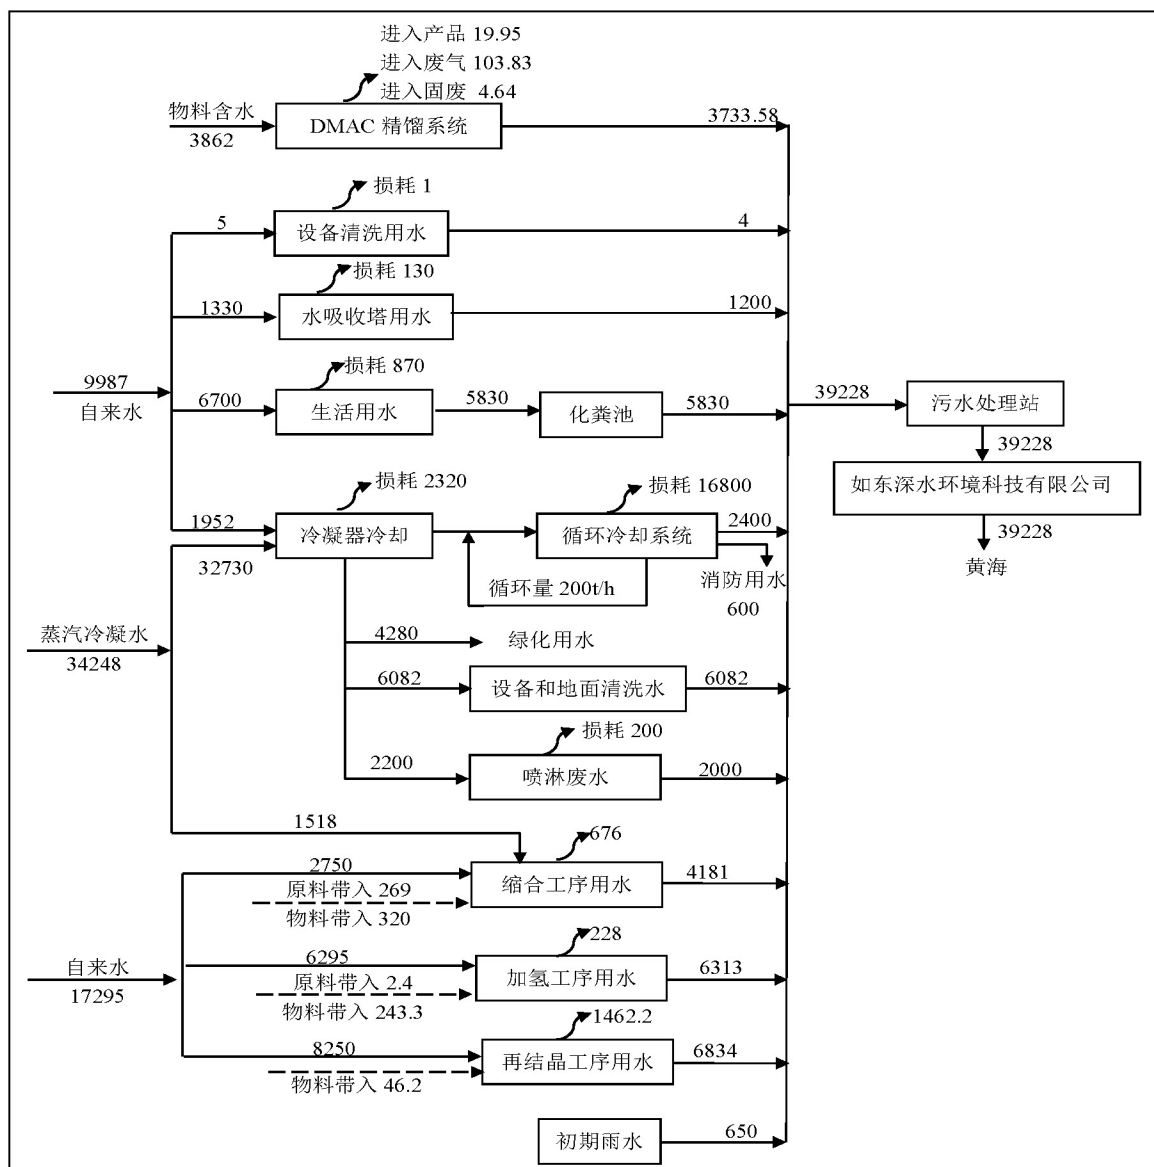 进入产品 19.95
进入废气 103.83
进入固废 4.64
物料含水
3862
DMAC 精馏系统
3733.58
损耗 1
5
设备清洗用水
4
损耗 130
1330
水吸收塔用水
1200
9987
自来水
损耗 870
6700
生活用水
5830
化粪池
5830
39228
污水处理站
39228
如东深水环境科技有限公司
39228
黄海
损耗 2320
损耗 16800
1952
冷凝器冷却
循环冷却系统
2400
32730
循环量 200t/h
消防用水
600
蒸汽冷凝水
34248
4280
绿化用水
6082
设备和地面清洗水
6082
损耗 200
2200
喷淋废水
2000
1518
676
2750
原料带入 269
物料带入 320
缩合工序用水
4181
自来水
17295
228
6295
原料带入 2.4
物料带入 243.3
加氢工序用水
6313
1462.2
8250
物料带入 46.2
再结晶工序用水
6834
初期雨水
650